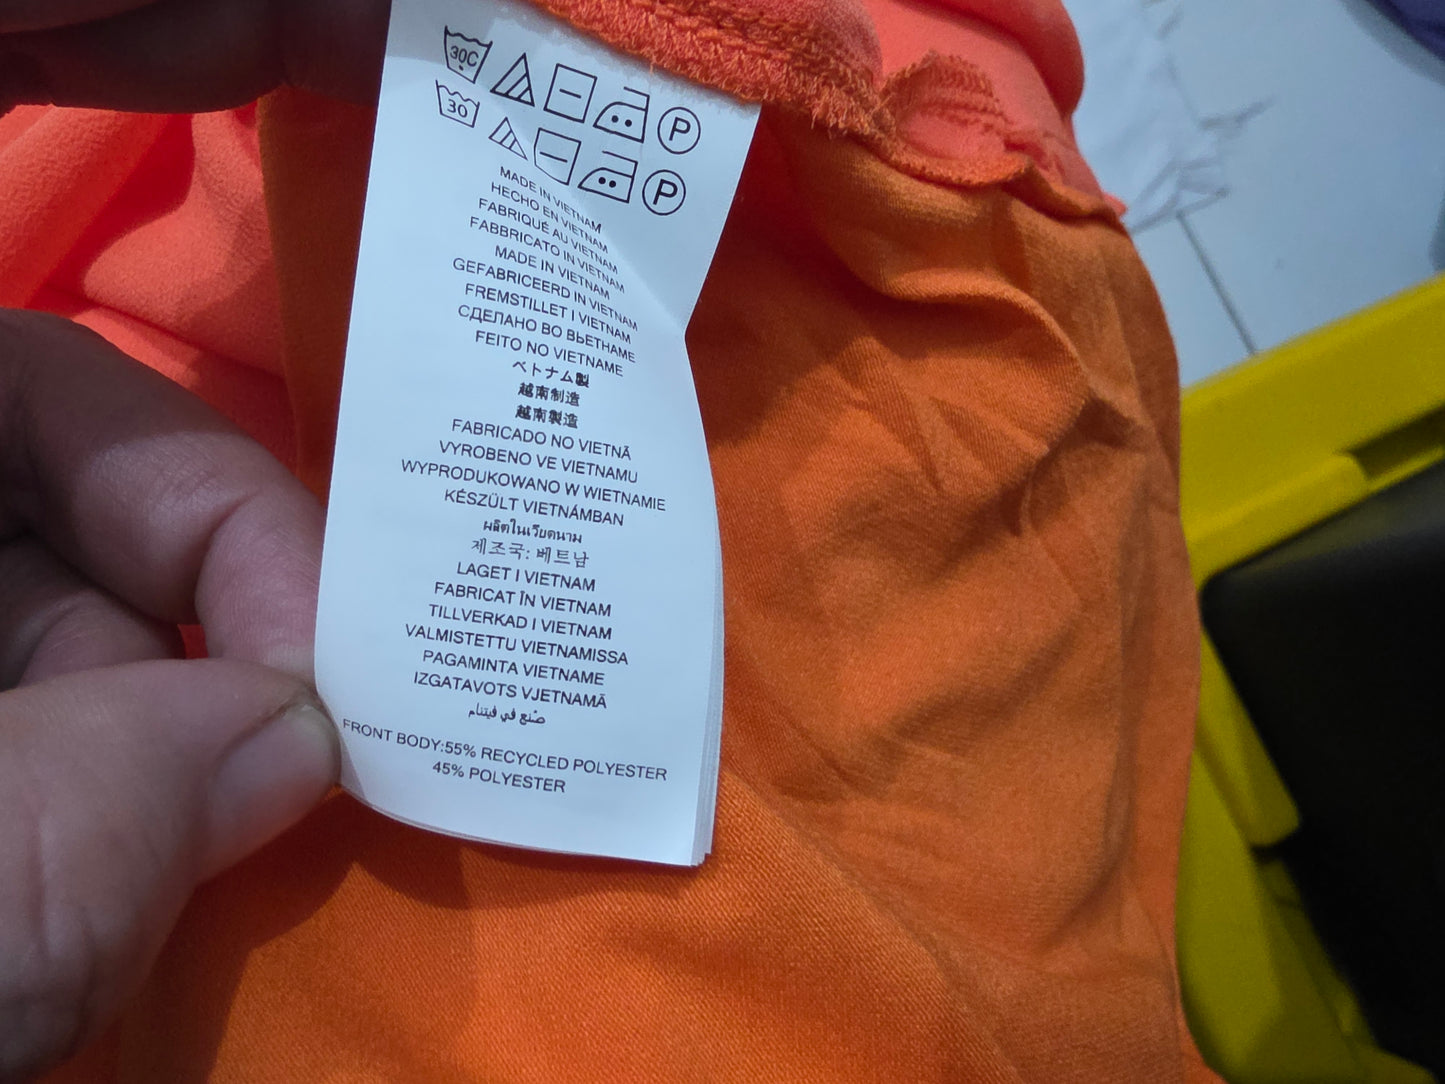 30C P
30 P
MADE IN VIETNAM
HECHO EN VIETNAM
FABRIQUÉ AU VIETNAM
FABBRICATO IN VIETNAM
MADE IN VIETNAM
GEFABRICEERD IN VIETNAM
FREMSTILLET I VIETNAM
СДЕЛАНО ВО ВЬЕТНАМЕ
FEITO NO VIETNAME
ベトナム製
越南制造
越南製造
FABRICADO NO VIETNÃ
VYROBENO VE VIETNAMU
WYPRODUKOWANO W WIETNAMIE
KÉSZÜLT VIETNÁMBAN
ผลิตในเวียดนาม
제조국: 베트남
LAGET I VIETNAM
FABRICAT ÎN VIETNAM
TILLVERKAD I VIETNAM
VALMISTETTU VIETNAMISSA
PAGAMINTA VIETNAME
IZGATAVOTS VJETNAMĀ
صُنع في فيتنام
FRONT BODY:55% RECYCLED POLYESTER
45% POLYESTER